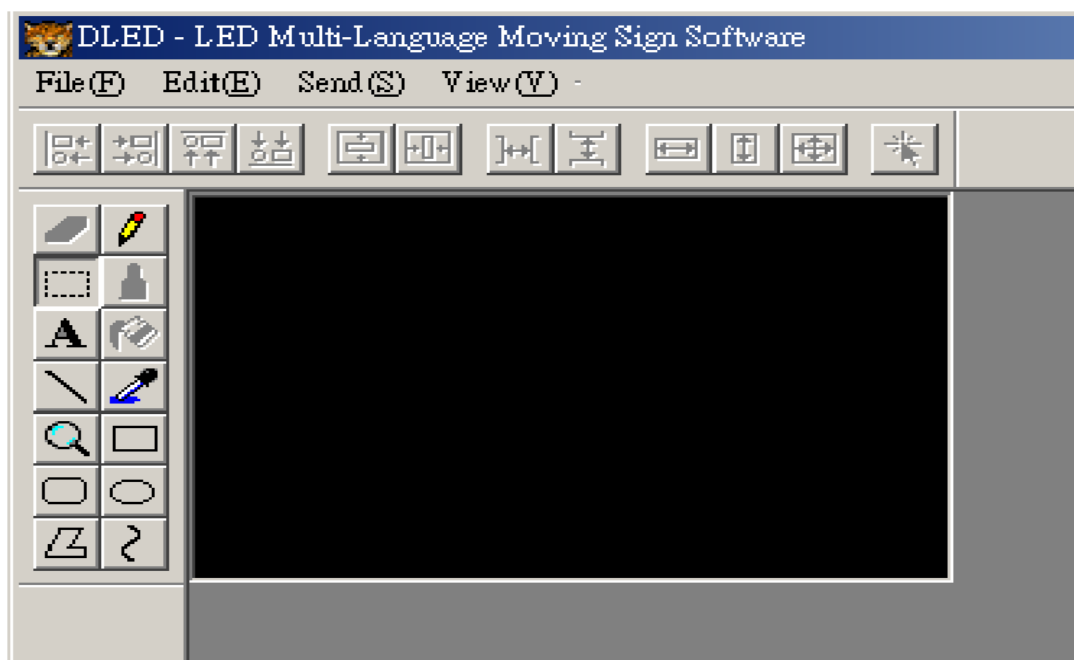 DLED - LED Multi-Language Moving Sign Software
File(F) Edit(E) Send(S) View(V) -
A